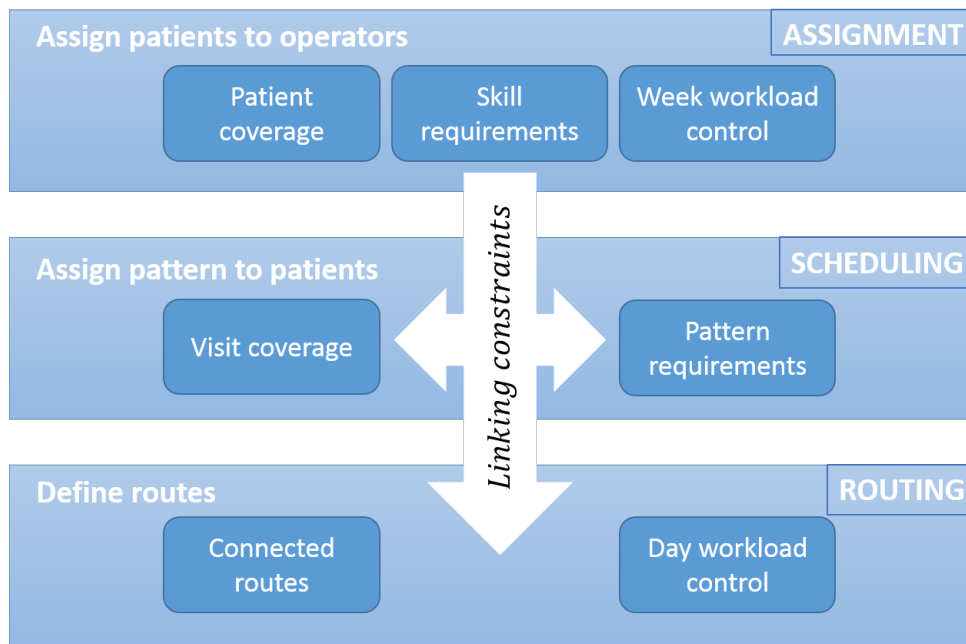 Assign patients to operators
ASSIGNMENT
Patient
coverage
Skill
requirements
Week workload
control
Linking constraints
Assign pattern to patients
SCHEDULING
Visit coverage
Pattern
requirements
Define routes
ROUTING
Connected
routes
Day workload
control